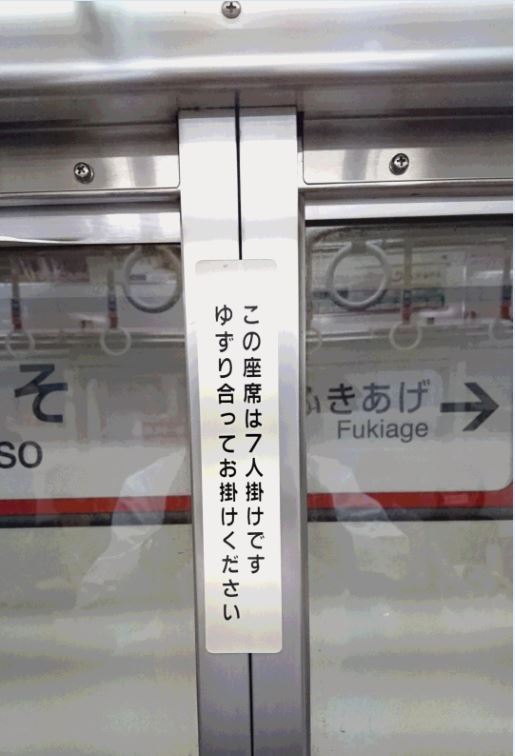 この座席は7人掛けです
ゆずり合ってお掛けください
そ
so
ふきあげ
Fukiage